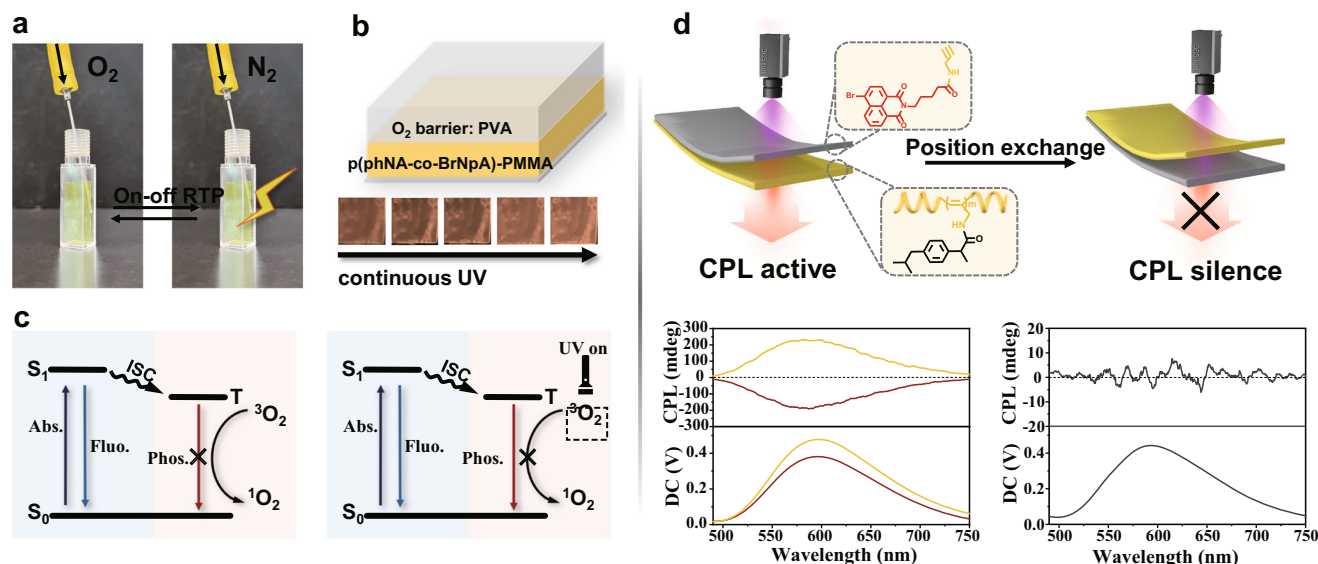 a
O2
N2
On-off RTP
b
O2 barrier: PVA
p(phNA-co-BrNpA)-PMMA
continuous UV
c
S1
ISC
T
Abs.
Fluo.
Phos.
3O2
1O2
S0
S1
ISC
T
UV on
3O2
Abs.
Fluo.
Phos.
1O2
S0
d
365nm
Br
O
N
O
O
NH
Position exchange
365nm
m
HN
O
CPL active
CPL silence
CPL (mdeg)
300
200
100
0
-100
-200
300
DC (V)
0.4
0.2
0.0
500 550 600 650 700 750
Wavelength (nm)
CPL (mdeg)
20
10
0
-10
-20
DC (V)
0.4
0.2
0.0
500 550 600 650 700 750
Wavelength (nm)